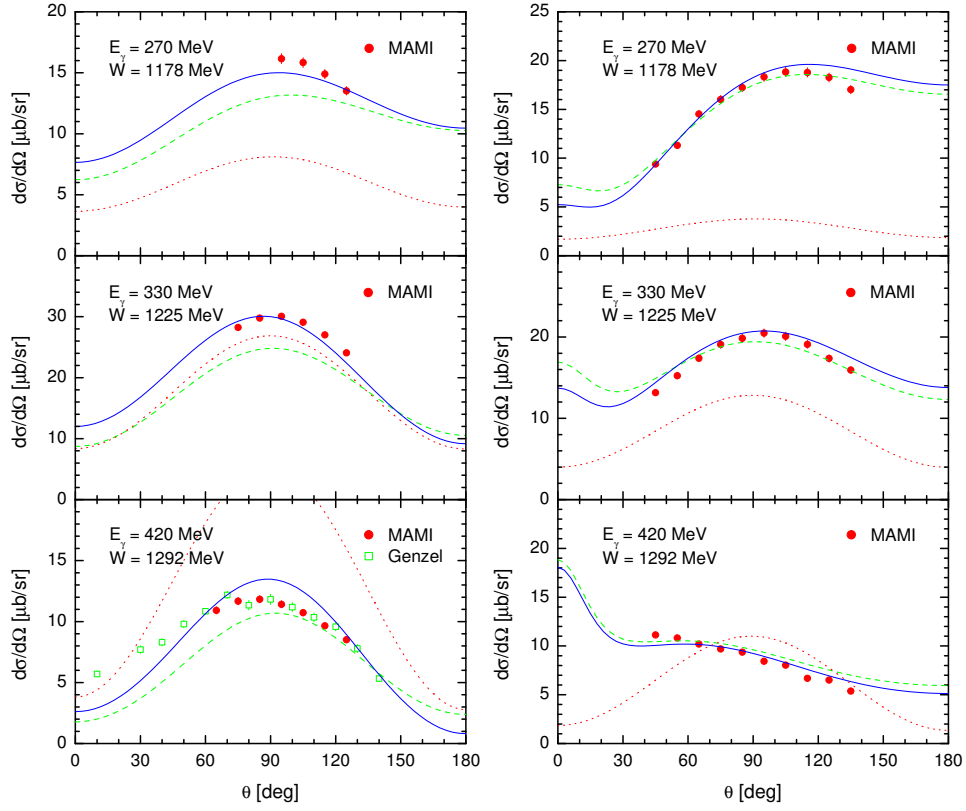 25
20
15
10
5
0
dσ/dΩ [μb/sr]
E_γ = 270 MeV
W = 1178 MeV
MAMI
25
20
15
10
5
0
dσ/dΩ [μb/sr]
E_γ = 270 MeV
W = 1178 MeV
MAMI
30
20
10
0
dσ/dΩ [μb/sr]
E_γ = 330 MeV
W = 1225 MeV
MAMI
20
10
0
dσ/dΩ [μb/sr]
E_γ = 330 MeV
W = 1225 MeV
MAMI
15
10
5
0
dσ/dΩ [μb/sr]
E_γ = 420 MeV
W = 1292 MeV
MAMI
Genzel
0 30 60 90 120 150 180
θ [deg]
20
15
10
5
0
dσ/dΩ [μb/sr]
E_γ = 420 MeV
W = 1292 MeV
MAMI
0 30 60 90 120 150 180
θ [deg]